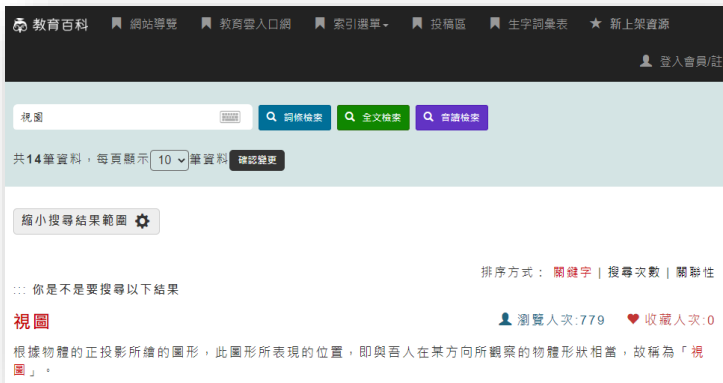 教育百科 網站導覽 教育雲入口網 索引選單 投稿區 生字詞彙表 新上架資源
登入會員/註
視圖 詞條檢索 全文檢索 音讀檢索
共14筆資料，每頁顯示 10 筆資料 確認變更
縮小搜尋結果範圍
排序方式： 關鍵字 | 搜尋次數 | 關聯性
::: 你是不是要搜尋以下結果
視圖 瀏覽人次:779 收藏人次:0
根據物體的正投影所繪的圖形，此圖形所表現的位置，即與吾人在某方向所觀察的物體形狀相當，故稱為「視
圖」。